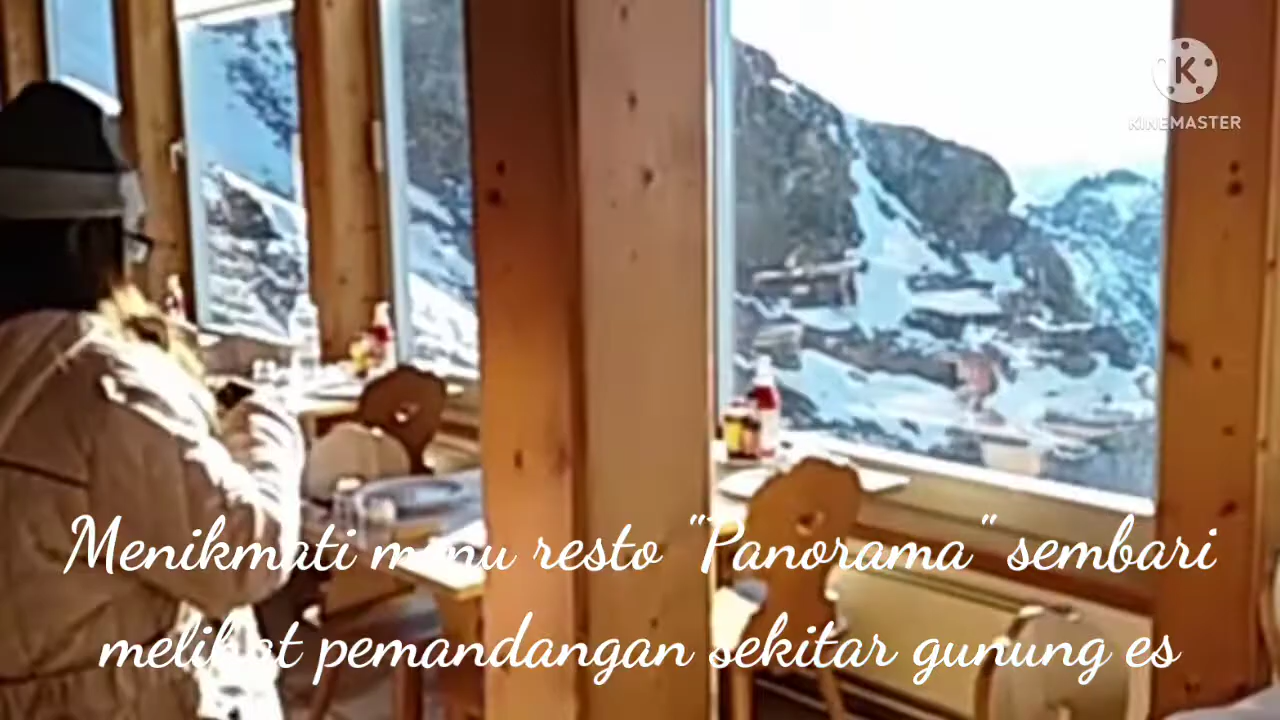 K
KINEMASTER
Menikmati menu resto "Panorama" sembari
melihat pemandangan sekitar gunung es